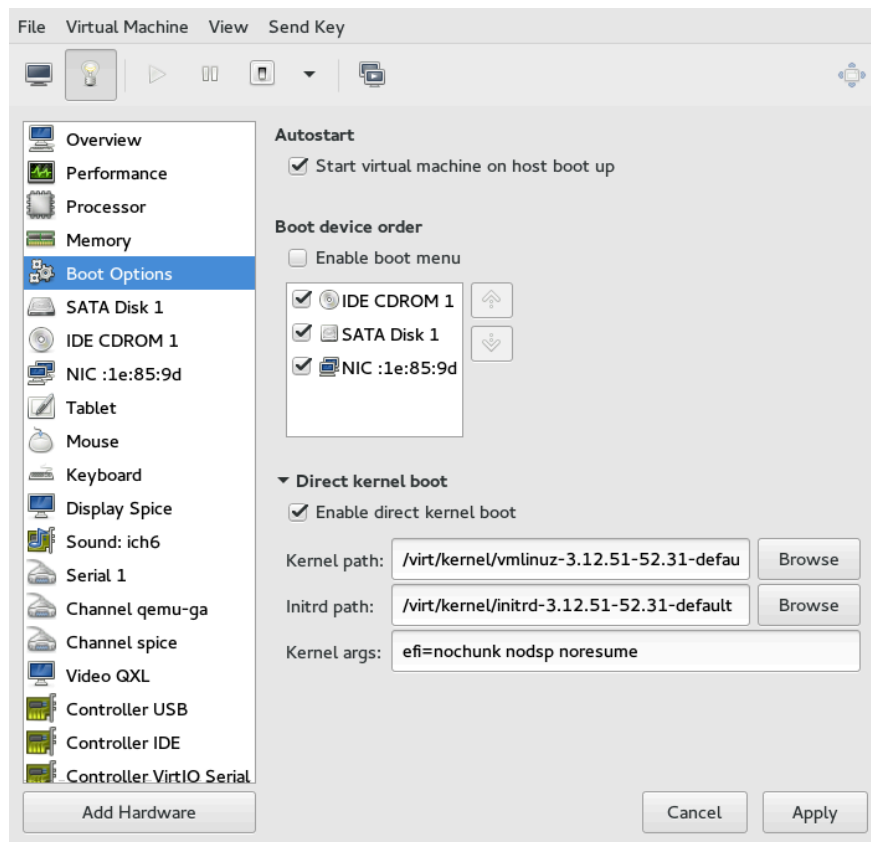 File Virtual Machine View Send Key
Overview
Performance
Processor
Memory
Boot Options
SATA Disk 1
IDE CDROM 1
NIC :1e:85:9d
Tablet
Mouse
Keyboard
Display Spice
Sound: ich6
Serial 1
Channel qemu-ga
Channel spice
Video QXL
Controller USB
Controller IDE
Controller VirtIO Serial
Add Hardware
Autostart
Start virtual machine on host boot up
Boot device order
Enable boot menu
IDE CDROM 1
SATA Disk 1
NIC :1e:85:9d
Direct kernel boot
Enable direct kernel boot
Kernel path: /virt/kernel/vmlinuz-3.12.51-52.31-defau Browse
Initrd path: /virt/kernel/initrd-3.12.51-52.31-default Browse
Kernel args: efi=nochunk nodsp noresume
Cancel Apply